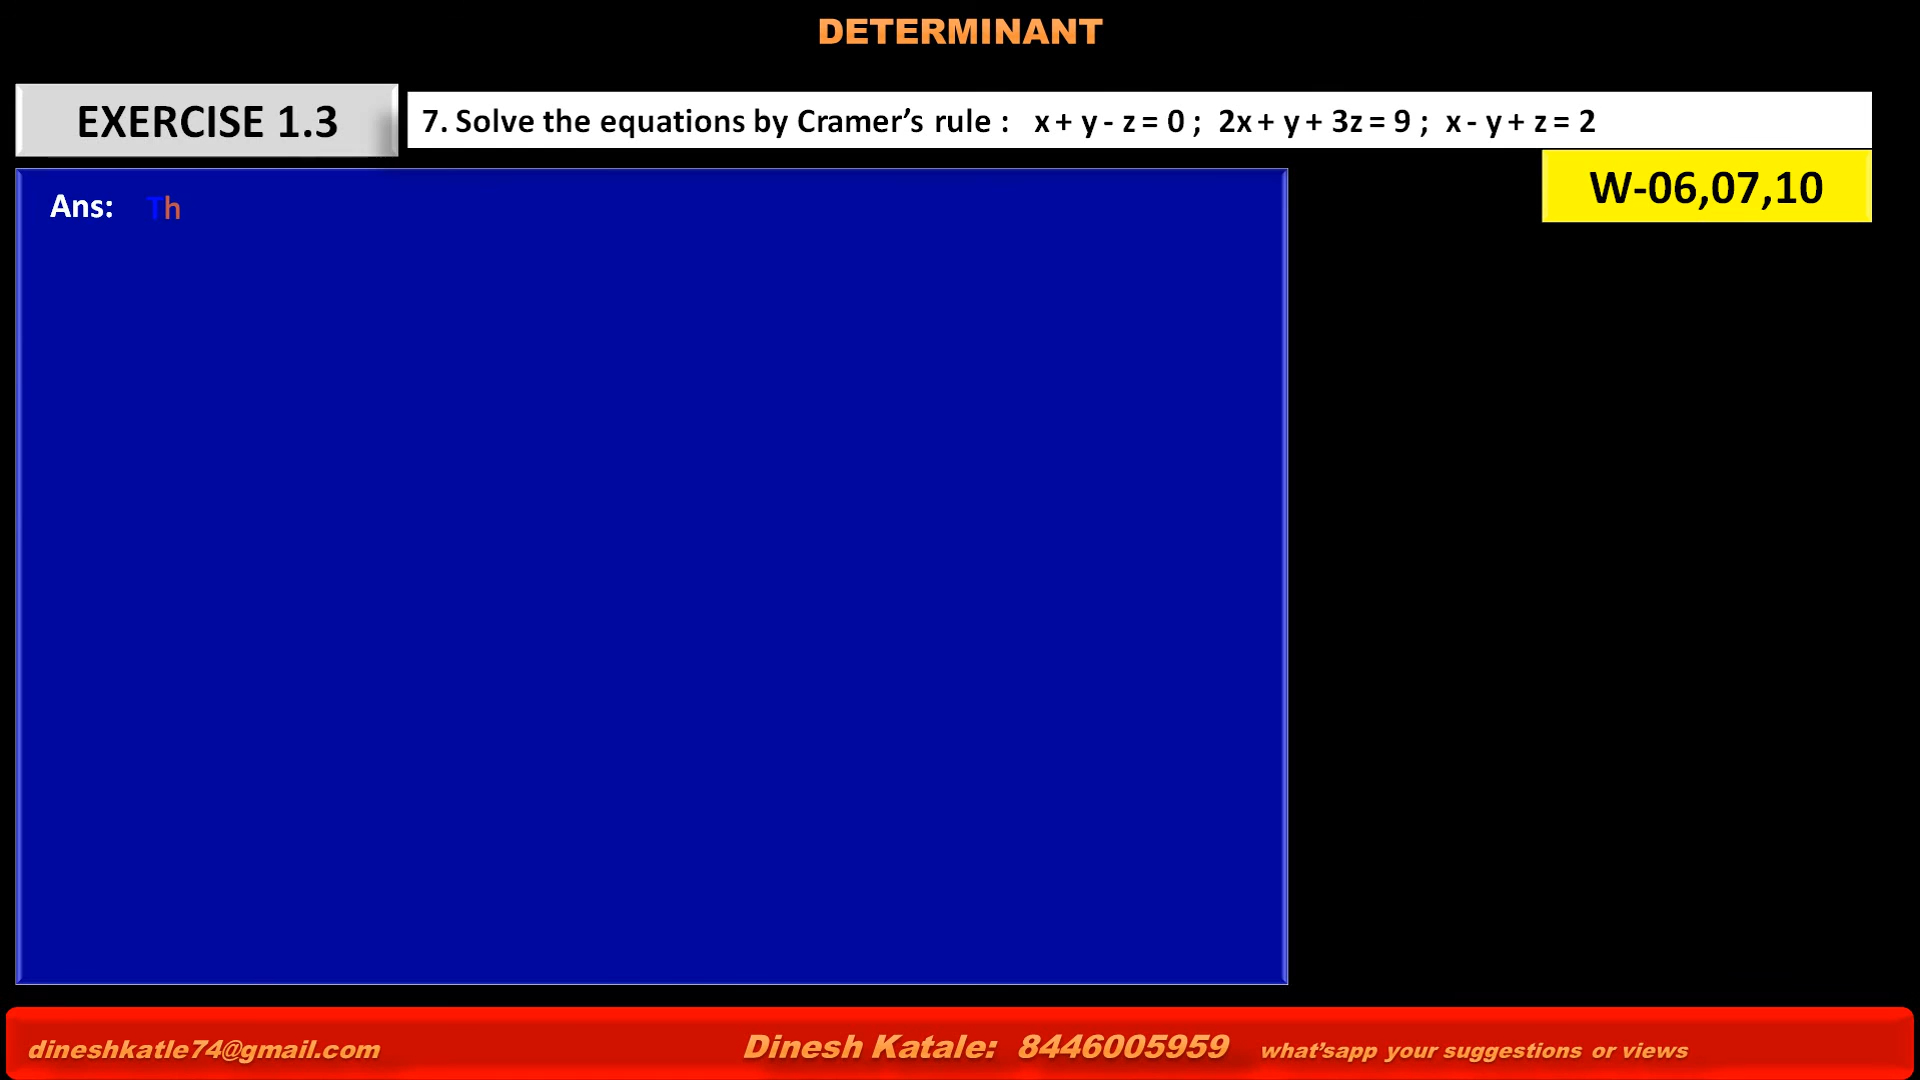 DETERMINANT
EXERCISE 1.3
7. Solve the equations by Cramer’s rule : x + y - z = 0 ; 2x + y + 3z = 9 ; x - y + z = 2
W-06,07,10
Ans: Th
dineshkatle74@gmail.com Dinesh Katale: 8446005959 what’sapp your suggestions or views